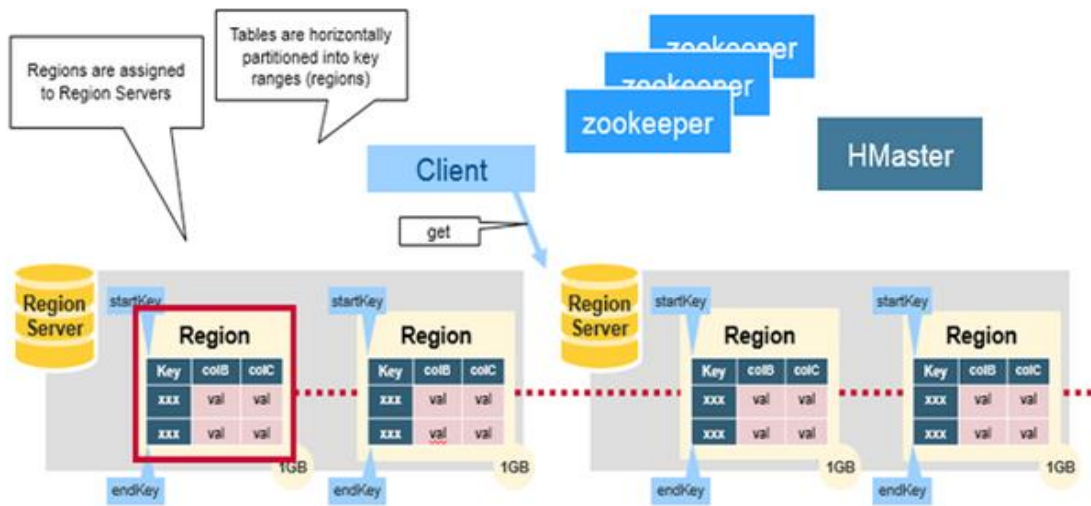 Regions are assigned
to Region Servers
Tables are horizontally
partitioned into key
ranges (regions)
zookeeper
zookeeper
zookeeper
HMaster
Client
get
Region
Server
startKey
Region
Key colB colC
xxx val val
xxx val val
1GB
endKey
startKey
Region
Key colB colC
xxx val val
xxx val val
1GB
endKey
Region
Server
startKey
Region
Key colB colC
xxx val val
xxx val val
1GB
endKey
startKey
Region
Key colB colC
xxx val val
xxx val val
1GB
endKey